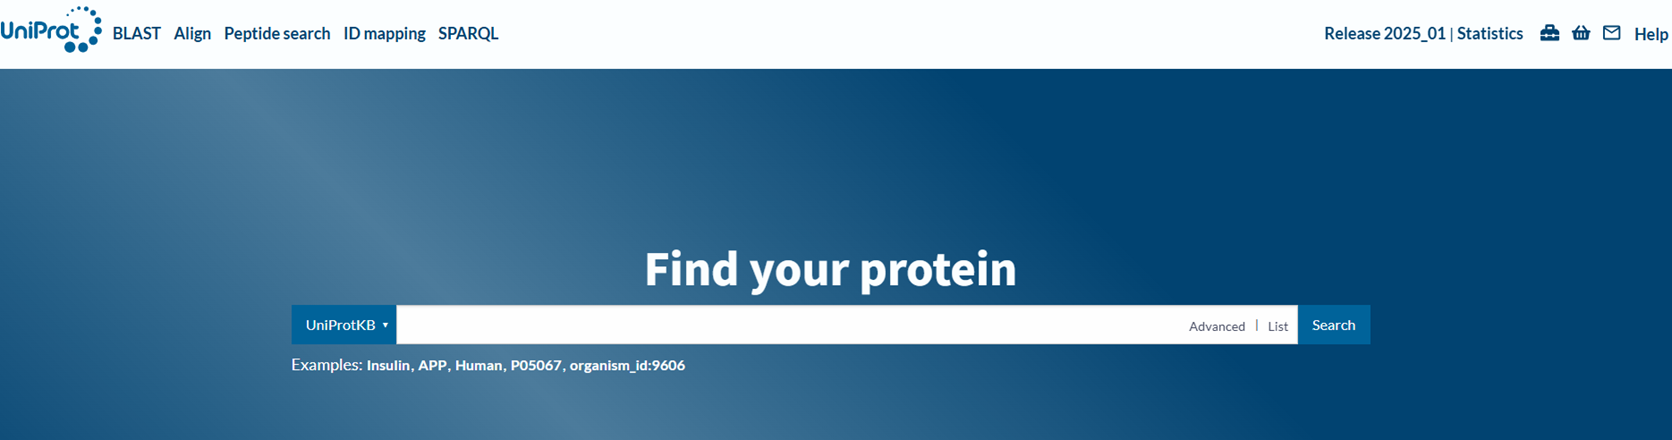 UniProt BLAST Align Peptide search ID mapping SPARQL Release 2025_01 | Statistics Help
Find your protein
UniProtKB ▾ Advanced | List Search
Examples: Insulin, APP, Human, P05067, organism_id:9606